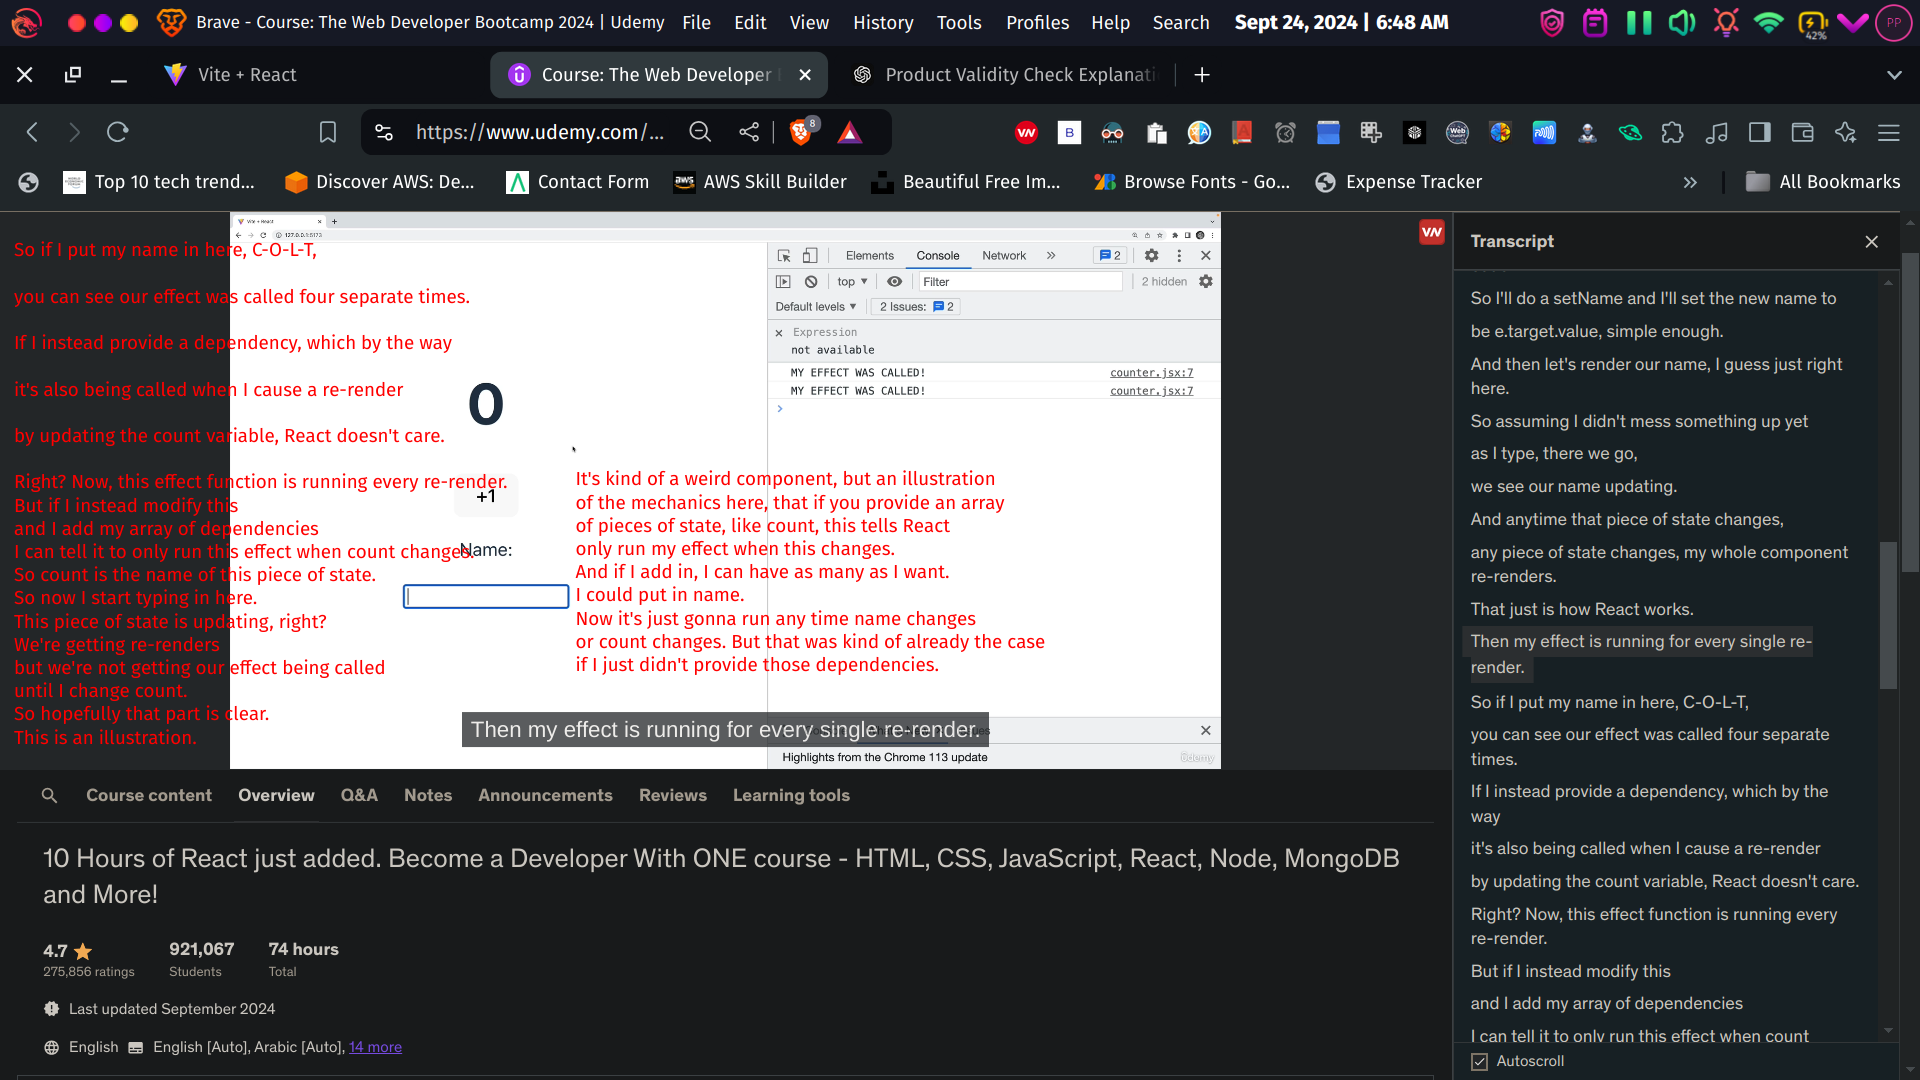 Brave - Course: The Web Developer Bootcamp 2024 | Udemy File Edit View History Tools Profiles Help Search Sept 24, 2024 | 6:48 AM 42% PP
Vite + React
Course: The Web Developer
Product Validity Check Explanati
https://www.udemy.com/...
8
Top 10 tech trend...
Discover AWS: De...
Contact Form
AWS Skill Builder
Beautiful Free Im...
Browse Fonts - Go...
Expense Tracker
All Bookmarks
Vite + React
127.0.0.1:5173
So if I put my name in here, C-O-L-T,
you can see our effect was called four separate times.
If I instead provide a dependency, which by the way
it's also being called when I cause a re-render
by updating the count variable, React doesn't care.
Right? Now, this effect function is running every re-render.
But if I instead modify this
and I add my array of dependencies
I can tell it to only run this effect when count changes.
So count is the name of this piece of state.
So now I start typing in here.
This piece of state is updating, right?
We're getting re-renders
but we're not getting our effect being called
until I change count.
So hopefully that part is clear.
This is an illustration.
0
+1
Name:
It's kind of a weird component, but an illustration
of the mechanics here, that if you provide an array
of pieces of state, like count, this tells React
only run my effect when this changes.
And if I add in, I can have as many as I want.
I could put in name.
Now it's just gonna run any time name changes
or count changes. But that was kind of already the case
if I just didn't provide those dependencies.
Elements Console Network 2
top Filter 2 hidden
Default levels 2 Issues: 2
Expression
not available
MY EFFECT WAS CALLED! counter.jsx:7
MY EFFECT WAS CALLED! counter.jsx:7
Then my effect is running for every single re-render.
Highlights from the Chrome 113 update
Udemy
Transcript
So I'll do a setName and I'll set the new name to
be e.target.value, simple enough.
And then let's render our name, I guess just right
here.
So assuming I didn't mess something up yet
as I type, there we go,
we see our name updating.
And anytime that piece of state changes,
any piece of state changes, my whole component
re-renders.
That just is how React works.
Then my effect is running for every single re-
render.
So if I put my name in here, C-O-L-T,
you can see our effect was called four separate
times.
If I instead provide a dependency, which by the
way
it's also being called when I cause a re-render
by updating the count variable, React doesn't care.
Right? Now, this effect function is running every
re-render.
But if I instead modify this
and I add my array of dependencies
I can tell it to only run this effect when count
Autoscroll
Course content Overview Q&A Notes Announcements Reviews Learning tools
10 Hours of React just added. Become a Developer With ONE course - HTML, CSS, JavaScript, React, Node, MongoDB
and More!
4.7 921,067 74 hours
275,856 ratings Students Total
Last updated September 2024
English English [Auto], Arabic [Auto], 14 more